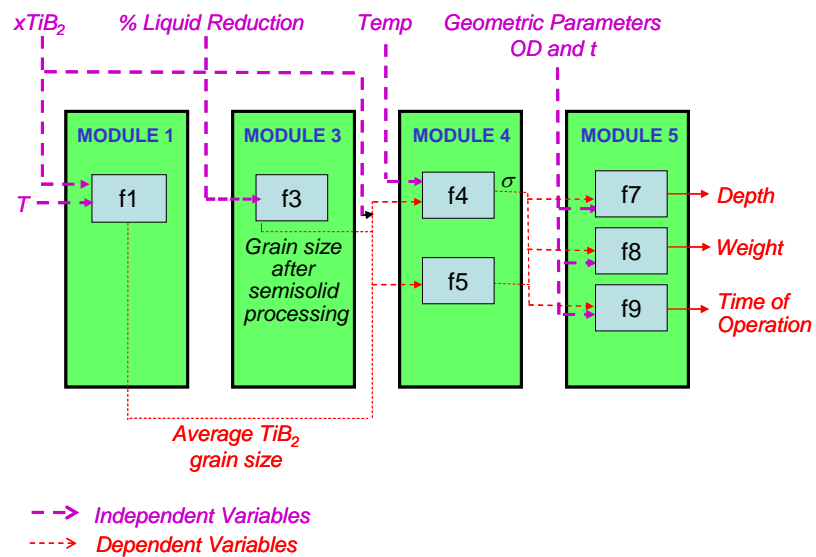 xTiB₂
% Liquid Reduction
Temp
Geometric Parameters
OD and t
MODULE 1
MODULE 3
MODULE 4
MODULE 5
f1
T
f3
f4
σ
f7
Depth
Grain size
after
semisolid
processing
f5
f8
Weight
f9
Time of
Operation
Average TiB₂
grain size
Independent Variables
Dependent Variables